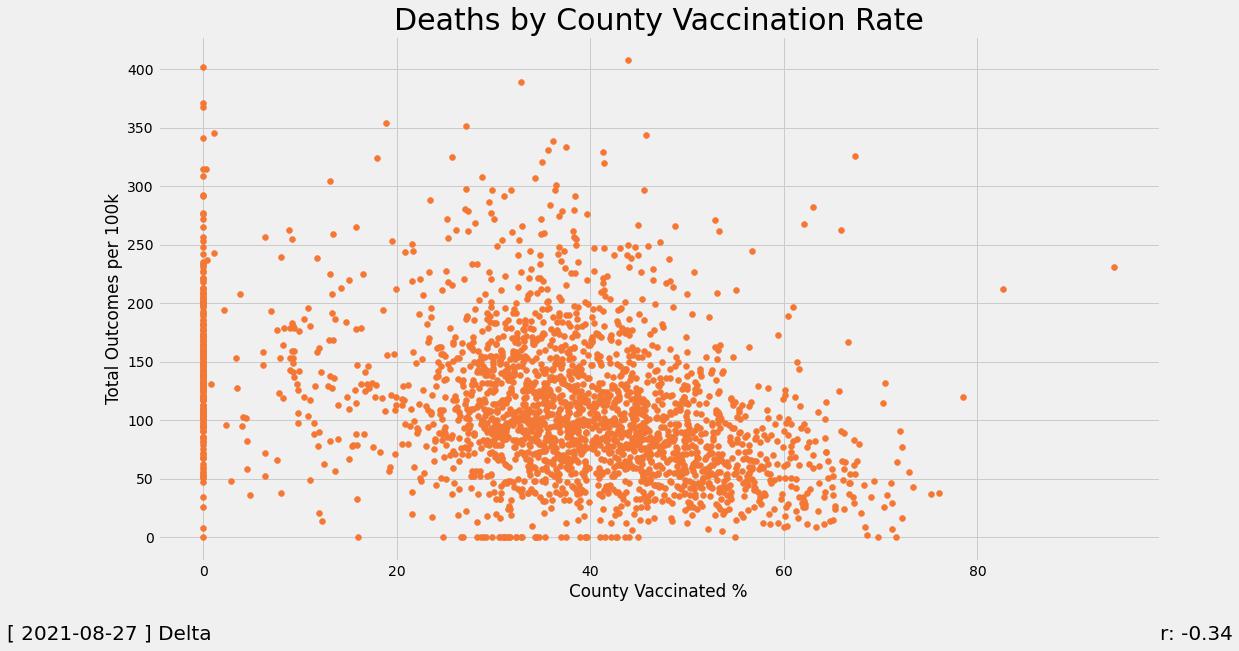 Deaths by County Vaccination Rate
400
350
300
250
200
150
100
50
0
Total Outcomes per 100k
0 20 40 60 80
County Vaccinated %
[ 2021-08-27 ] Delta
r: -0.34